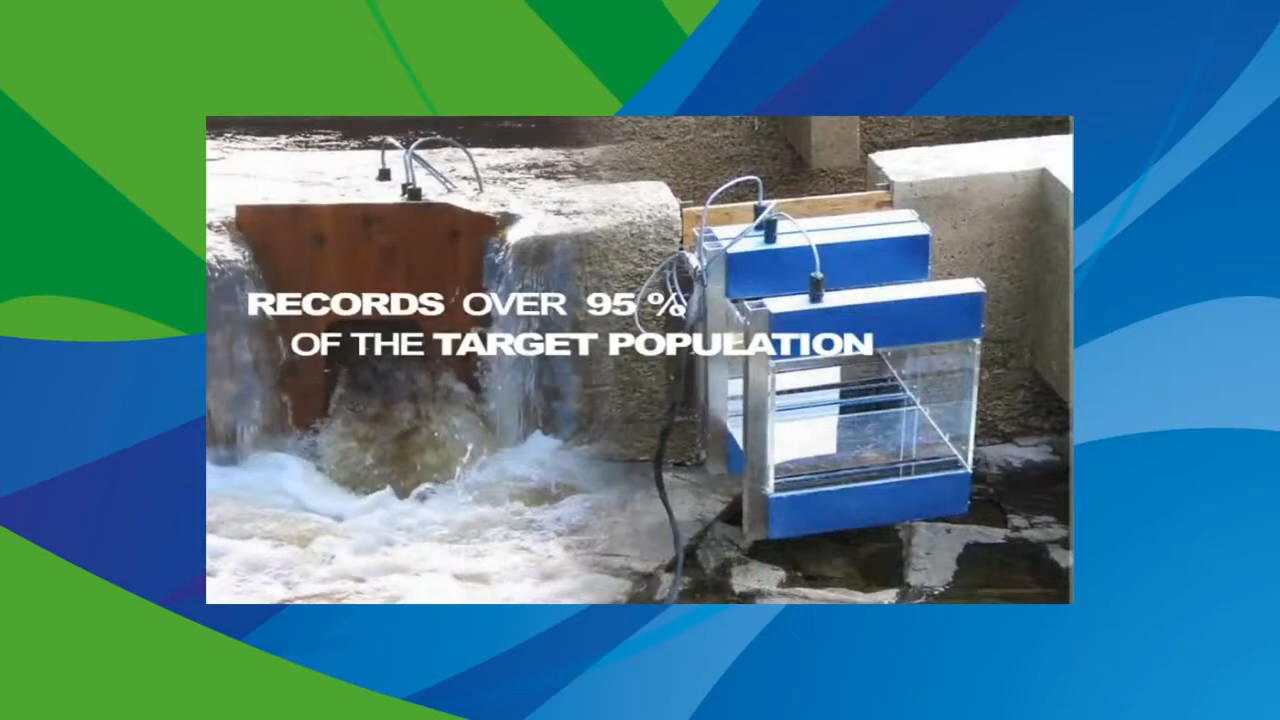 RECORDS OVER 95 %
OF THE TARGET POPULATION